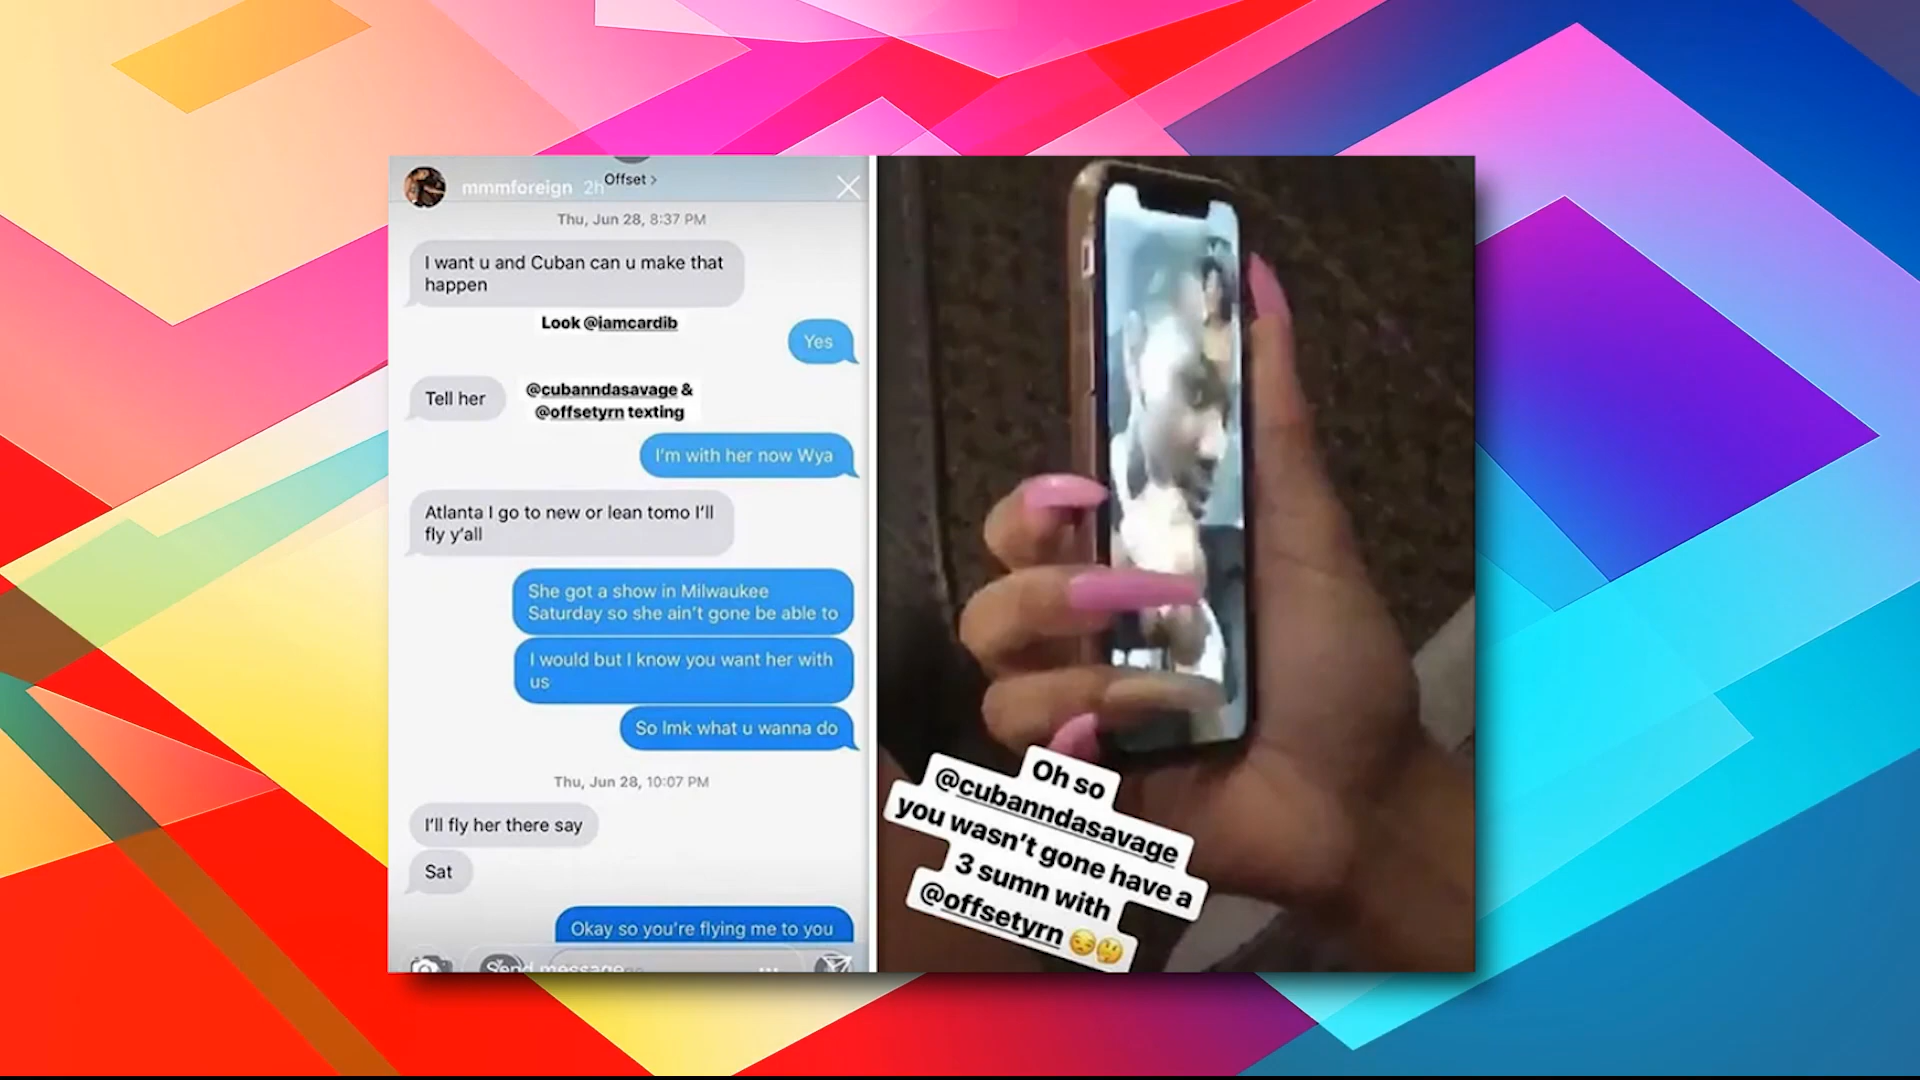 mmmforeign 2h
Offset >
Thu, Jun 28, 8:37 PM
I want u and Cuban can u make that
happen
Look @iamcardib
Yes
Tell her
@cubanndasavage &
@offsetyrn texting
I'm with her now Wya
Atlanta I go to new or lean tomo I'll
fly y'all
She got a show in Milwaukee
Saturday so she ain't gone be able to
I would but I know you want her with
us
So lmk what u wanna do
Thu, Jun 28, 10:07 PM
I'll fly her there say
Sat
Okay so you're flying me to you
Send message
Oh so
@cubanndasavage
you wasn't gone have a
3 sumn with
@offsetyrn 😒🤔